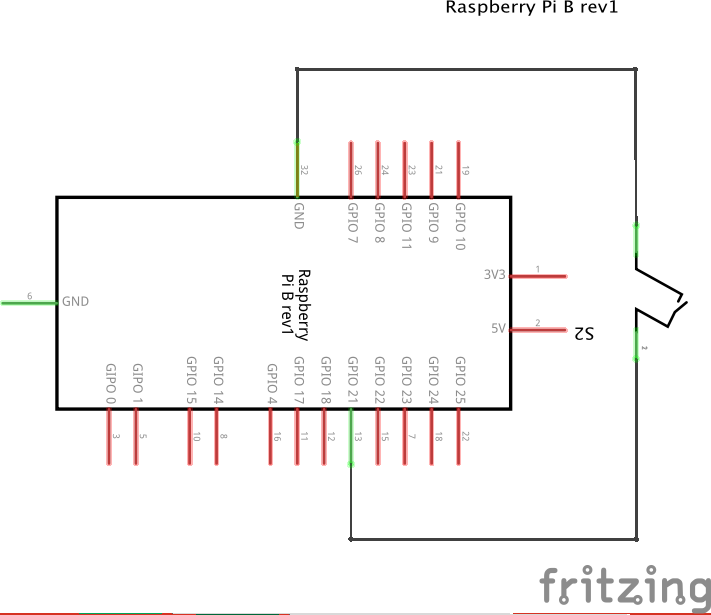 Raspberry Pi B rev1
32
26
24
23
21
19
GND
GPIO 7
GPIO 8
GPIO 11
GPIO 9
GPIO 10
3V3
1
6
GND
Raspberry
Pi B rev1
5V
2
S2
2
GIPO 0
GIPO 1
GPIO 15
GPIO 14
GPIO 4
GPIO 17
GPIO 18
GPIO 21
GPIO 22
GPIO 23
GPIO 24
GPIO 25
3
5
10
8
16
11
12
13
15
7
18
22
fritzing